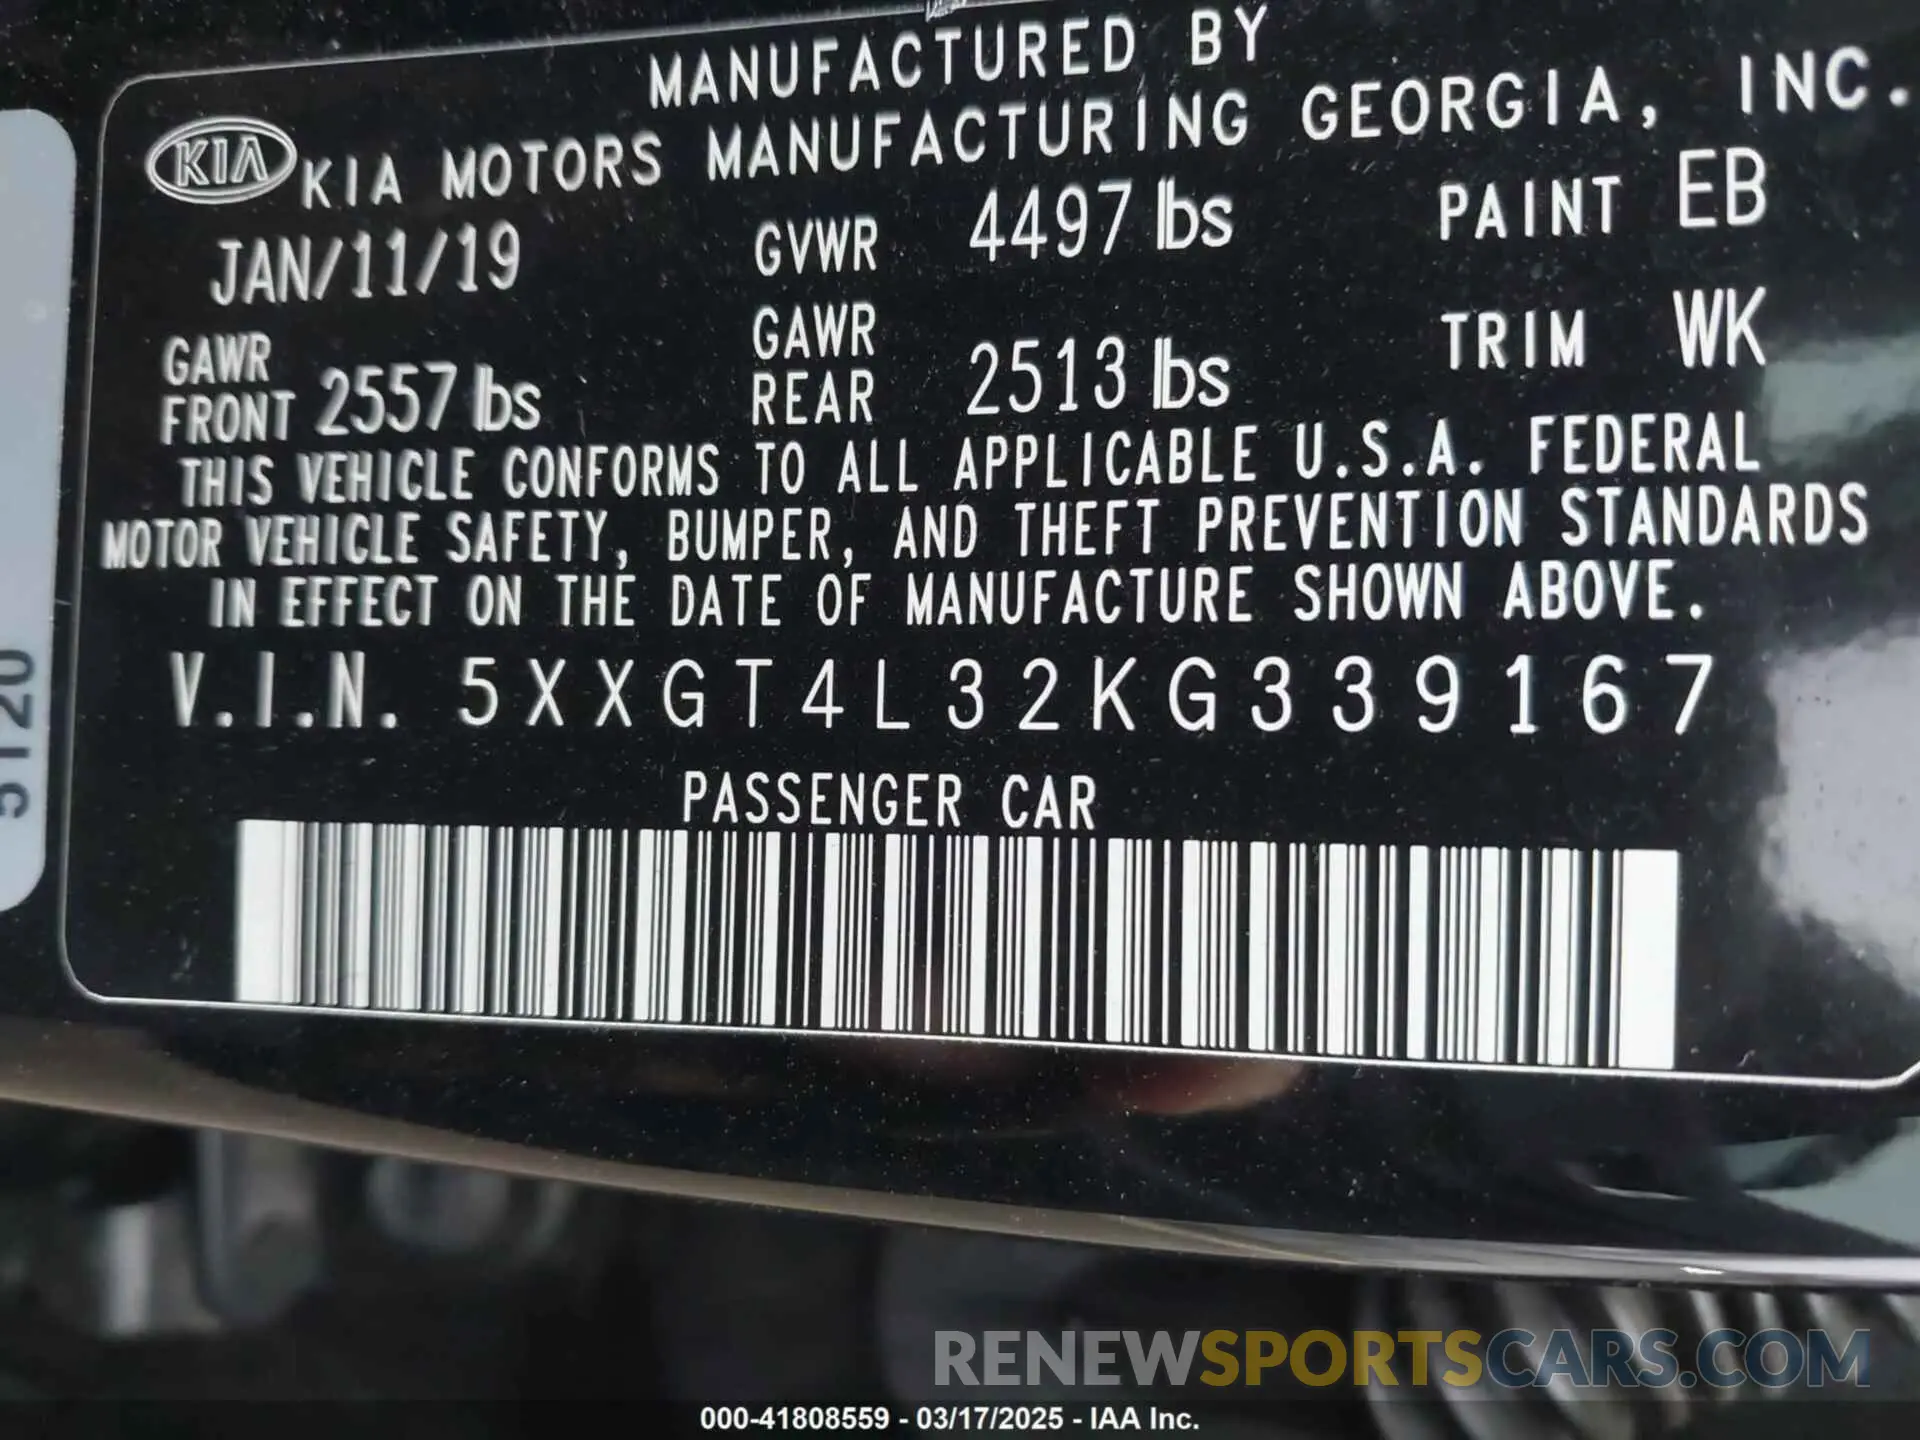 MANUFACTURED BY
KIA KIA MOTORS MANUFACTURING GEORGIA, INC.
JAN/11/19 GVWR 4497 lbs PAINT EB
GAWR FRONT 2557 lbs GAWR REAR 2513 lbs TRIM WK
THIS VEHICLE CONFORMS TO ALL APPLICABLE U.S.A. FEDERAL
MOTOR VEHICLE SAFETY, BUMPER, AND THEFT PREVENTION STANDARDS
IN EFFECT ON THE DATE OF MANUFACTURE SHOWN ABOVE.
V.I.N. 5XXGT4L32KG339167
PASSENGER CAR
5120
RENEWSPORTSCARS.COM
000-41808559 - 03/17/2025 - IAA Inc.